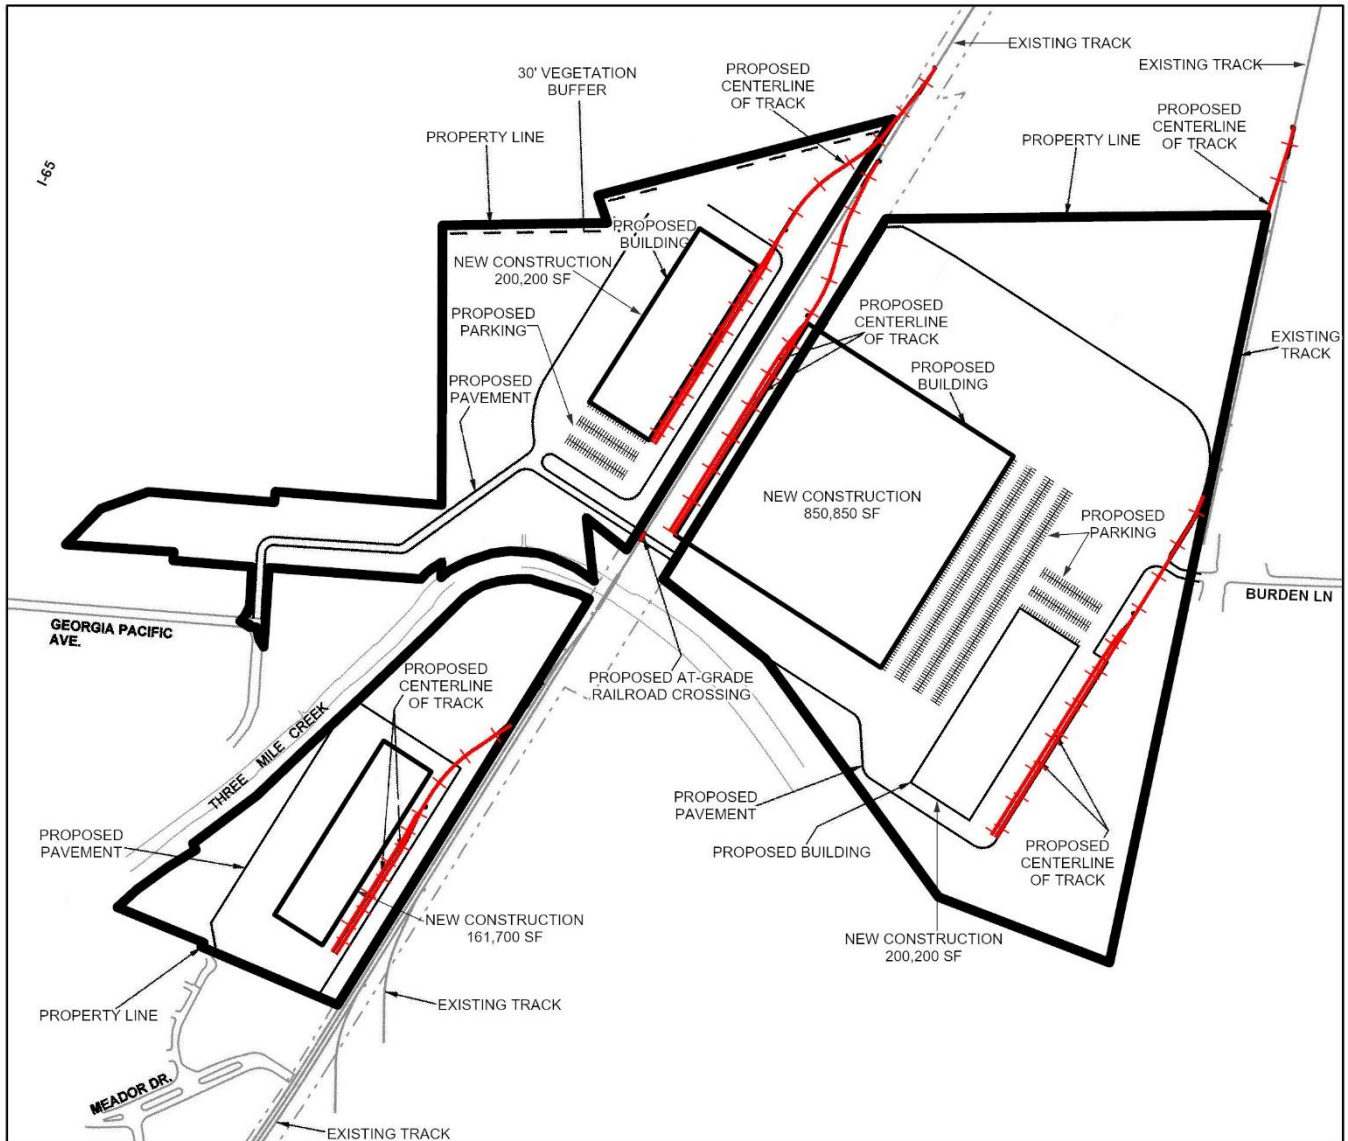 EXISTING TRACK
EXISTING TRACK
30' VEGETATION
BUFFER
PROPOSED
CENTERLINE
OF TRACK
PROPOSED
CENTERLINE
OF TRACK
PROPERTY LINE
PROPERTY LINE
I-65
PROPOSED
BUILDING
NEW CONSTRUCTION
200,200 SF
PROPOSED
PARKING
PROPOSED
CENTERLINE
OF TRACK
EXISTING
TRACK
PROPOSED
PAVEMENT
PROPOSED
BUILDING
NEW CONSTRUCTION
850,850 SF
PROPOSED
PARKING
BURDEN LN
GEORGIA PACIFIC
AVE.
PROPOSED
CENTERLINE
OF TRACK
PROPOSED AT-GRADE
RAILROAD CROSSING
THREE MILE CREEK
PROPOSED
PAVEMENT
PROPOSED
PAVEMENT
PROPOSED BUILDING
PROPOSED
CENTERLINE
OF TRACK
NEW CONSTRUCTION
161,700 SF
NEW CONSTRUCTION
200,200 SF
PROPERTY LINE
EXISTING TRACK
MEADOR DR.
EXISTING TRACK